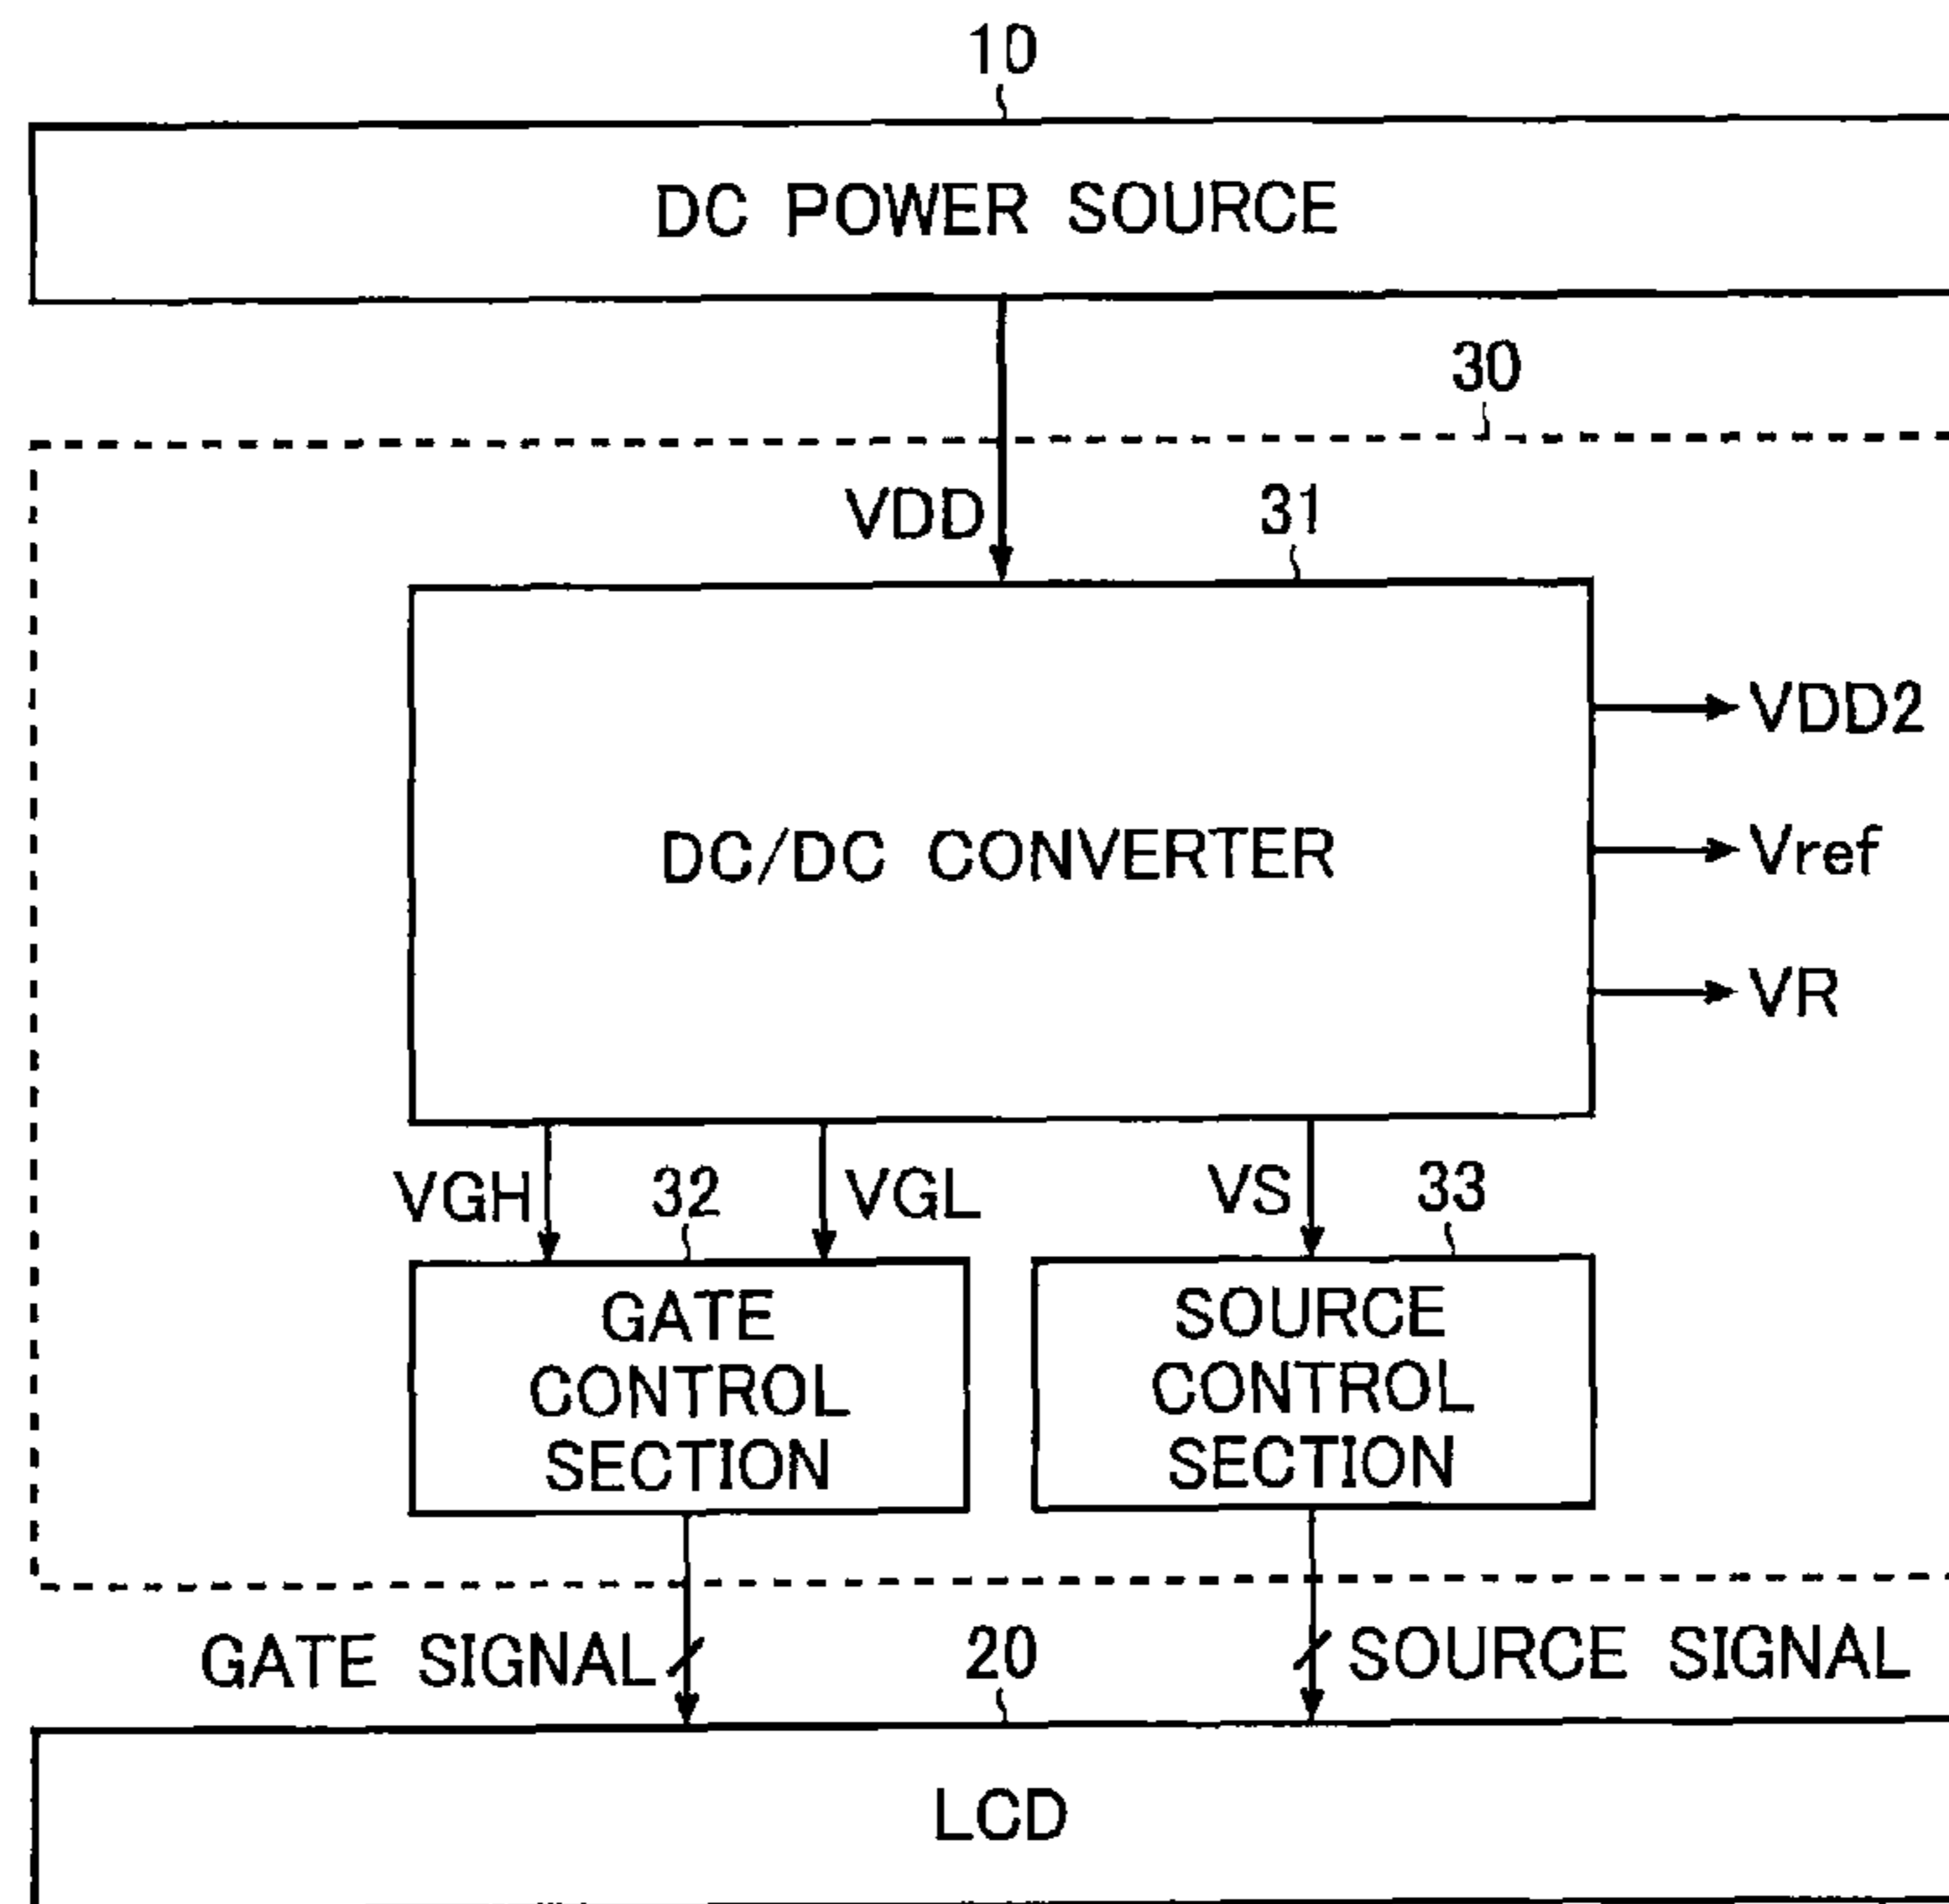 10
DC POWER SOURCE
30
VDD
31
VDD2
DC/DC CONVERTER
Vref
VR
VGH
32
VGL
VS
33
GATE
CONTROL
SECTION
SOURCE
CONTROL
SECTION
GATE SIGNAL
20
SOURCE SIGNAL
LCD